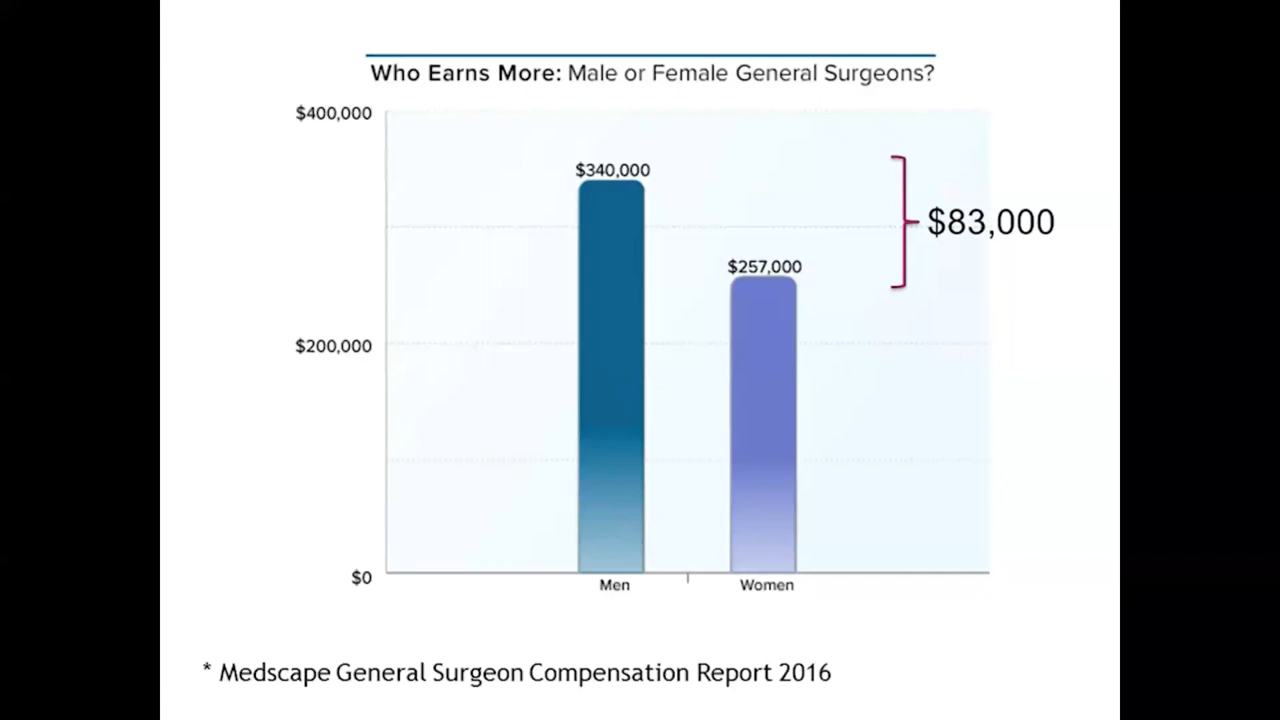 Who Earns More: Male or Female General Surgeons?
$400,000
$340,000
$83,000
$257,000
$200,000
$0
Men
Women
* Medscape General Surgeon Compensation Report 2016